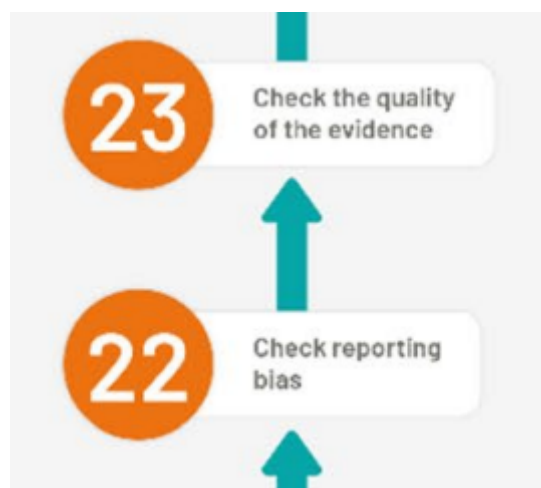 23
Check the quality
of the evidence
22
Check reporting
bias